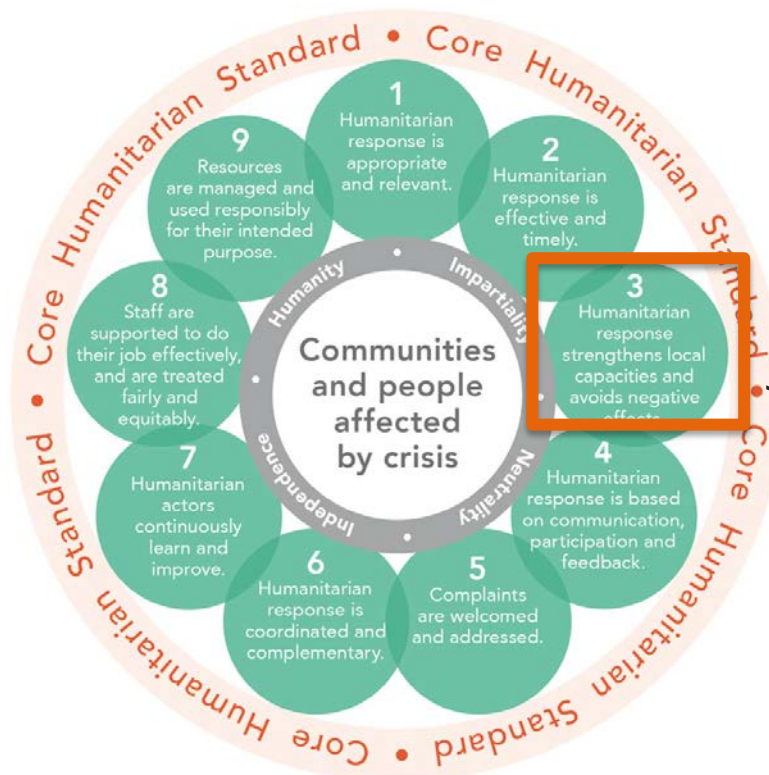 Core Humanitarian Standard • Core Humanitarian Standard • Core Humanitarian Standard • Core Humanitarian Standard • Core Humanitarian Standard •
1
Humanitarian
response is
appropriate
and relevant.
2
Humanitarian
response is
effective and
timely.
3
Humanitarian
response
strengthens local
capacities and
avoids negative
effects.
4
Humanitarian
response is based
on communication,
participation and
feedback.
5
Complaints
are welcomed
and addressed.
6
Humanitarian
response is
coordinated and
complementary.
7
Humanitarian
actors
continuously
learn and
improve.
8
Staff are
supported to do
their job effectively,
and are treated
fairly and
equitably.
9
Resources
are managed and
used responsibly
for their intended
purpose.
Humanity
Impartiality
Neutrality
Independence
Communities
and people
affected
by crisis